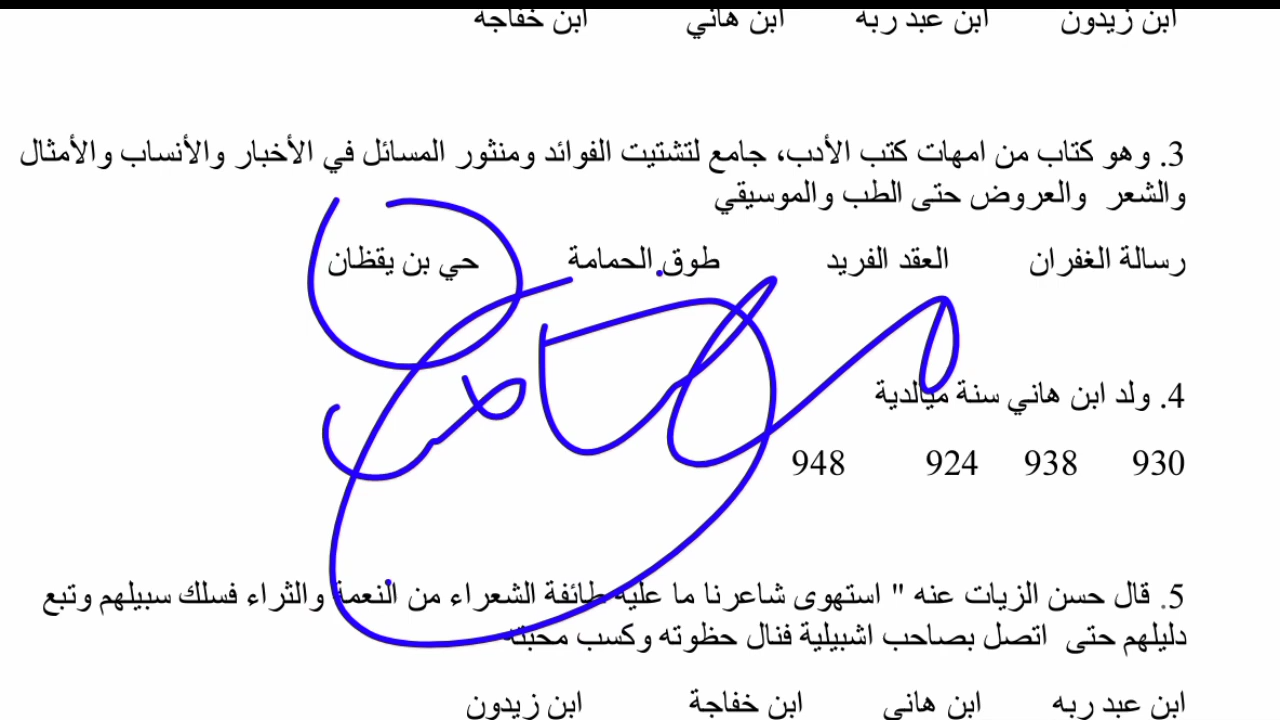 ابن زيدون ابن عبد ربه ابن هاني ابن خفاجه
3. وهو كتاب من امهات كتب الأدب، جامع لتشتيت الفوائد ومنثور المسائل في الأخبار والأنساب والأمثال
والشعر والعروض حتى الطب والموسيقي
رسالة الغفران العقد الفريد طوق الحمامة حي بن يقظان
4. ولد ابن هاني سنة ميالدية
930 938 924 948
5. قال حسن الزيات عنه " استهوى شاعرنا ما عليه طائفة الشعراء من النعمة والثراء فسلك سبيلهم وتبع
دليلهم حتى اتصل بصاحب اشبيلية فنال حظوته وكسب محبته
ابن عبد ربه ابن هاني ابن خفاجة ابن زيدون